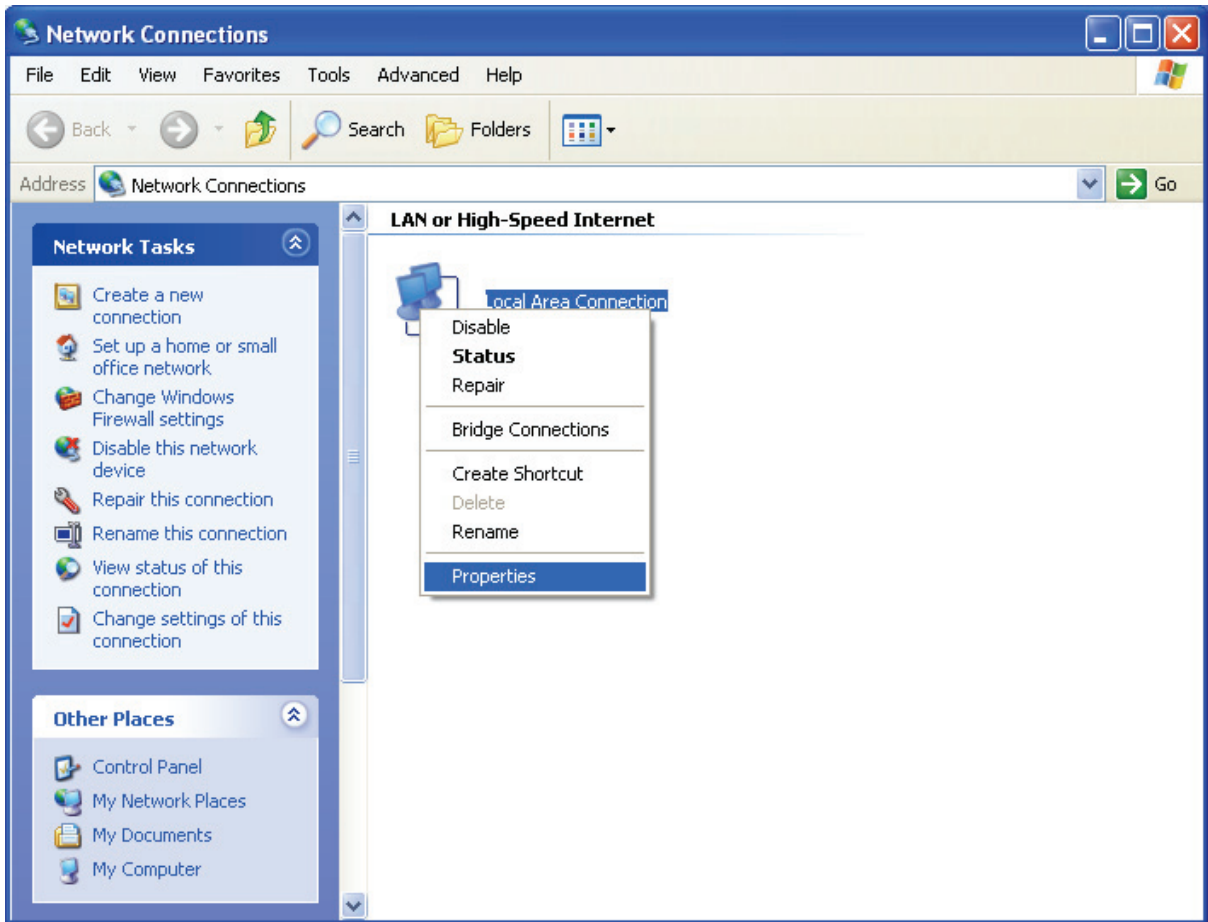 Network Connections
File Edit View Favorites Tools Advanced Help
Back Search Folders
Address Network Connections Go
Network Tasks
Create a new
connection
Set up a home or small
office network
Change Windows
Firewall settings
Disable this network
device
Repair this connection
Rename this connection
View status of this
connection
Change settings of this
connection
Other Places
Control Panel
My Network Places
My Documents
My Computer
LAN or High-Speed Internet
Local Area Connection
Disable
Status
Repair
Bridge Connections
Create Shortcut
Delete
Rename
Properties